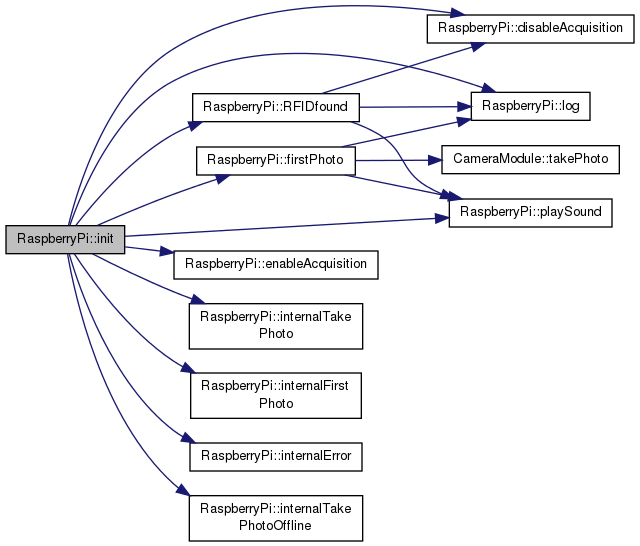 RaspberryPi::disableAcquisition
RaspberryPi::RFIDfound
RaspberryPi::log
RaspberryPi::firstPhoto
CameraModule::takePhoto
RaspberryPi::playSound
RaspberryPi::init
RaspberryPi::enableAcquisition
RaspberryPi::internalTake
Photo
RaspberryPi::internalFirst
Photo
RaspberryPi::internalError
RaspberryPi::internalTake
PhotoOffline